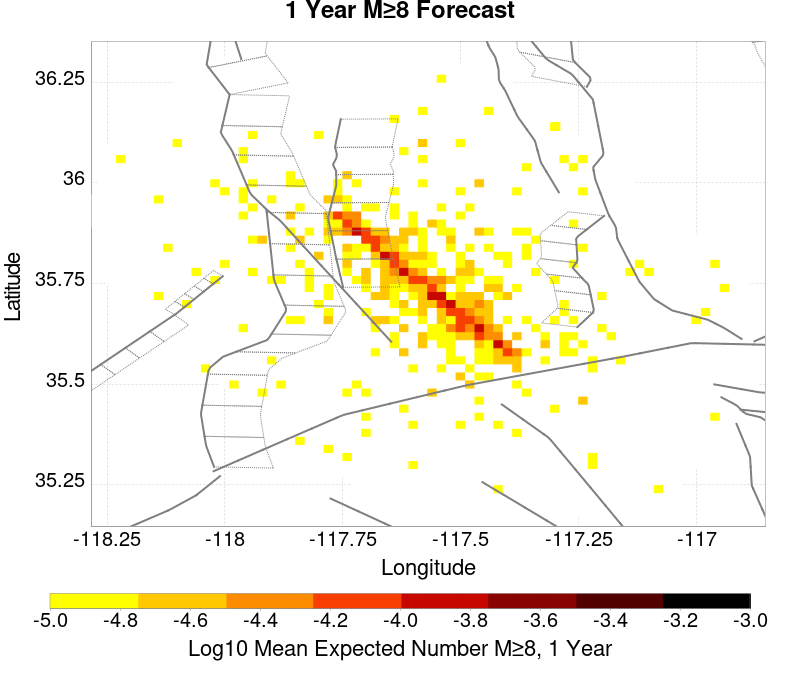 1 Year M≥8 Forecast
36.25
36
35.75
35.5
35.25
Latitude
-118.25 -118 -117.75 -117.5 -117.25 -117
Longitude
-5.0 -4.8 -4.6 -4.4 -4.2 -4.0 -3.8 -3.6 -3.4 -3.2 -3.0
Log10 Mean Expected Number M≥8, 1 Year